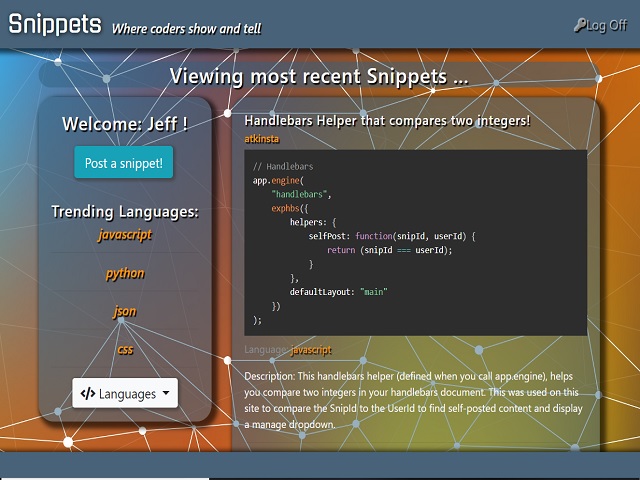 Snippets Where coders show and tell
Log Off
Viewing most recent Snippets ...
Welcome: Jeff !
Post a snippet!
Trending Languages:
javascript
python
json
css
</> Languages
Handlebars Helper that compares two integers!
atkinsta
// Handlebars
app.engine(
    "handlebars",
    exphbs({
        helpers: {
            selfPost: function(snipId, userId) {
                return (snipId === userId);
            }
        },
        defaultLayout: "main"
    })
);
Language: javascript
Description: This handlebars helper (defined when you call app.engine), helps
you compare two integers in your handlebars document. This was used on this
site to compare the SnipId to the UserId to find self-posted content and display
a manage dropdown.